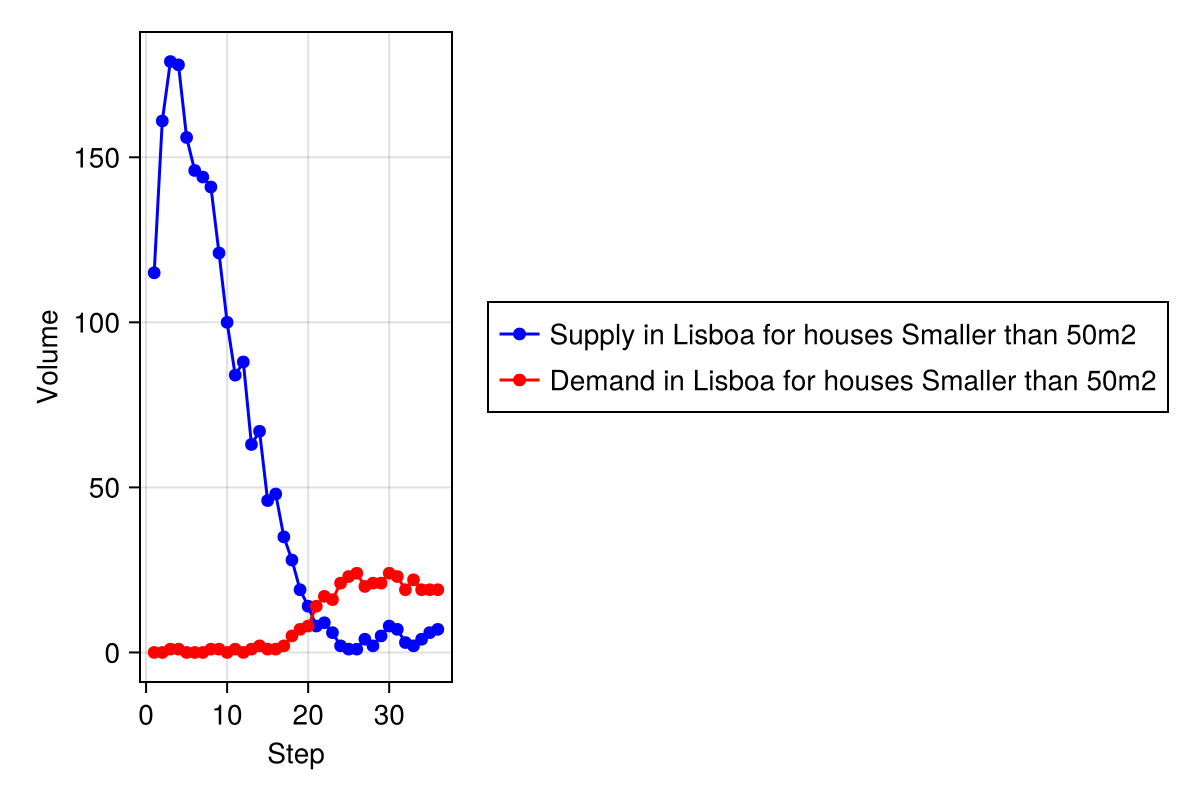 150
100
50
0
Volume
0 10 20 30
Step
Supply in Lisboa for houses Smaller than 50m2
Demand in Lisboa for houses Smaller than 50m2